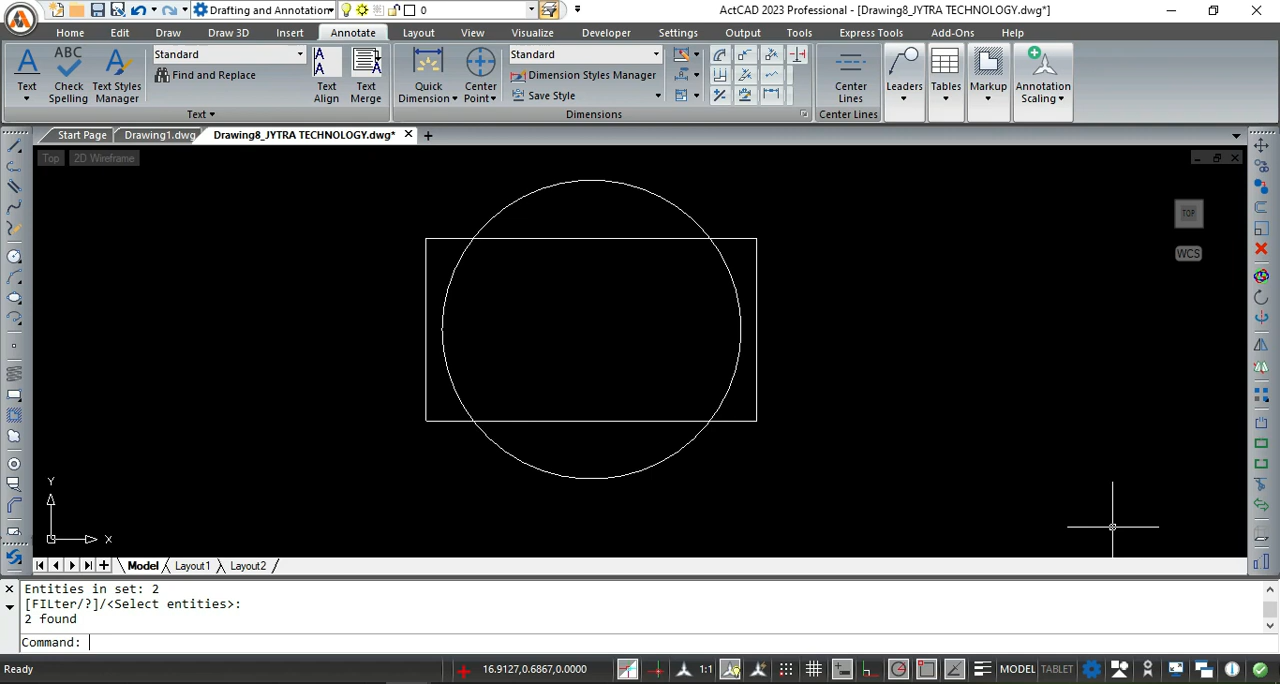 Drafting and Annotation
0
ActCAD 2023 Professional - [Drawing8_JYTRA TECHNOLOGY.dwg*]
Home Edit Draw Draw 3D Insert Annotate Layout View Visualize Settings Developer Output Tools Express Tools Add-Ons Help
Text
ABC
Check
Spelling
Text Styles
Manager
Standard
Find and Replace
Text
Align
Text
Merge
Text
Quick
Dimension
Center
Point
Standard
Dimension Styles Manager
Save Style
Dimensions
Center
Lines
Center Lines
Leaders
Tables
Markup
Annotation
Scaling
Start Page Drawing1.dwg Drawing8_JYTRA TECHNOLOGY.dwg*
Top 2D Wireframe
TOP
WCS
Y
X
Model Layout1 Layout2
Entities in set: 2
[FILter/?]/<Select entities>:
2 found
Command:
Ready 16.9127,0.6867,0.0000 1:1 MODEL TABLET